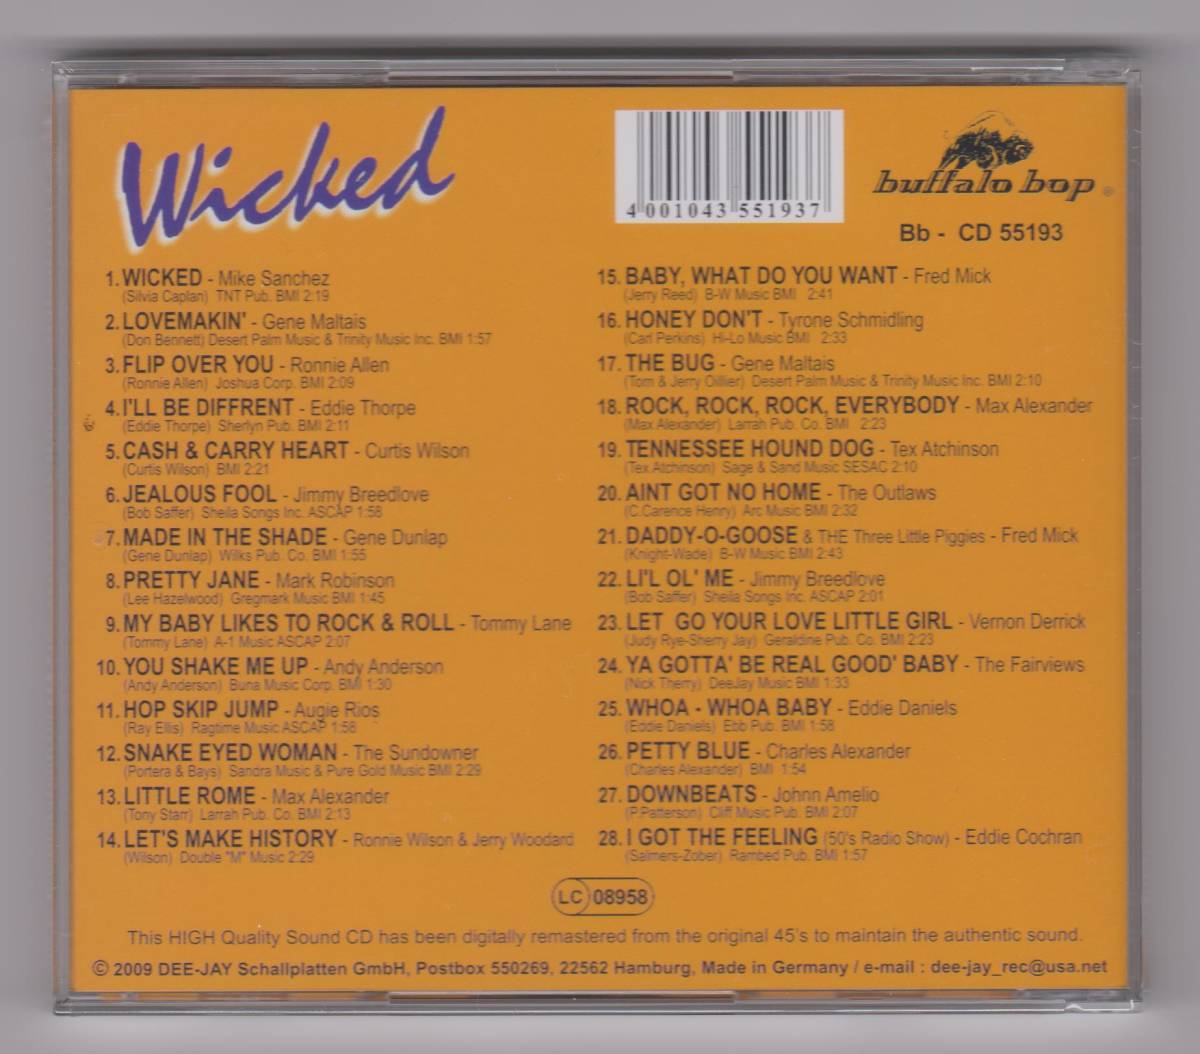 Wicked
4 001043 551937
buffalo bop ®
Bb - CD 55193
1. WICKED - Mike Sanchez
(Silvia Caplan) TNT Pub. BMI 2:19
2. LOVEMAKIN' - Gene Maltais
(Don Bennett) Desert Palm Music & Trinity Music Inc. BMI 1:57
3. FLIP OVER YOU - Ronnie Allen
(Ronnie Allen) Joshua Corp. BMI 2:09
4. I'LL BE DIFFRENT - Eddie Thorpe
(Eddie Thorpe) Sherlyn Pub. BMI 2:11
5. CASH & CARRY HEART - Curtis Wilson
(Curtis Wilson) BMI 2:21
6. JEALOUS FOOL - Jimmy Breedlove
(Bob Saffer) Sheila Songs Inc. ASCAP 1:58
7. MADE IN THE SHADE - Gene Dunlap
(Gene Dunlap) Wilks Pub. Co. BMI 1:55
8. PRETTY JANE - Mark Robinson
(Lee Hazelwood) Gregmark Music BMI 1:45
9. MY BABY LIKES TO ROCK & ROLL - Tommy Lane
(Tommy Lane) A-1 Music ASCAP 2:07
10. YOU SHAKE ME UP - Andy Anderson
(Andy Anderson) Buna Music Corp. BMI 1:30
11. HOP SKIP JUMP - Augie Rios
(Ray Ellis) Ragtime Music ASCAP 1:58
12. SNAKE EYED WOMAN - The Sundowner
(Portera & Bays) Sandra Music & Pure Gold Music BMI 2:29
13. LITTLE ROME - Max Alexander
(Tony Starr) Larrah Pub. Co. BMI 2:13
14. LET'S MAKE HISTORY - Ronnie Wilson & Jerry Woodard
(Wilson) Double "M" Music 2:29
15. BABY, WHAT DO YOU WANT - Fred Mick
(Jerry Reed) B-W Music BMI 2:41
16. HONEY DON'T - Tyrone Schmidling
(Carl Perkins) Hi-Lo Music BMI 2:33
17. THE BUG - Gene Maltais
(Tom & Jerry Oillier) Desert Palm Music & Trinity Music Inc. BMI 2:10
18. ROCK, ROCK, ROCK, EVERYBODY - Max Alexander
(Max Alexander) Larrah Pub. Co. BMI 2:23
19. TENNESSEE HOUND DOG - Tex Atchinson
(Tex Atchinson) Sage & Sand Music SESAC 2:10
20. AINT GOT NO HOME - The Outlaws
(C.Carence Henry) Arc Music BMI 2:32
21. DADDY-O-GOOSE & THE Three Little Piggies - Fred Mick
(Knight-Wade) B-W Music BMI 2:43
22. LI'L OL' ME - Jimmy Breedlove
(Bob Saffer) Sheila Songs Inc. ASCAP 2:01
23. LET GO YOUR LOVE LITTLE GIRL - Vernon Derrick
(Judy Rye-Sherry Jay) Geraldine Pub. Co. BMI 2:23
24. YA GOTTA' BE REAL GOOD' BABY - The Fairviews
(Nick Therry) DeeJay Music BMI 1:33
25. WHOA - WHOA BABY - Eddie Daniels
(Eddie Daniels) Ebb Pub. BMI 1:58
26. PETTY BLUE - Charles Alexander
(Charles Alexander) BMI 1:54
27. DOWNBEATS - Johnn Amelio
(P.Patterson) Cliff Music Pub. BMI 2:07
28. I GOT THE FEELING (50's Radio Show) - Eddie Cochran
(Salmers-Zober) Rambed Pub. BMI 1:57
LC 08958
This HIGH Quality Sound CD has been digitally remastered from the original 45's to maintain the authentic sound.
© 2009 DEE-JAY Schallplatten GmbH, Postbox 550269, 22562 Hamburg, Made in Germany / e-mail : dee-jay_rec@usa.net